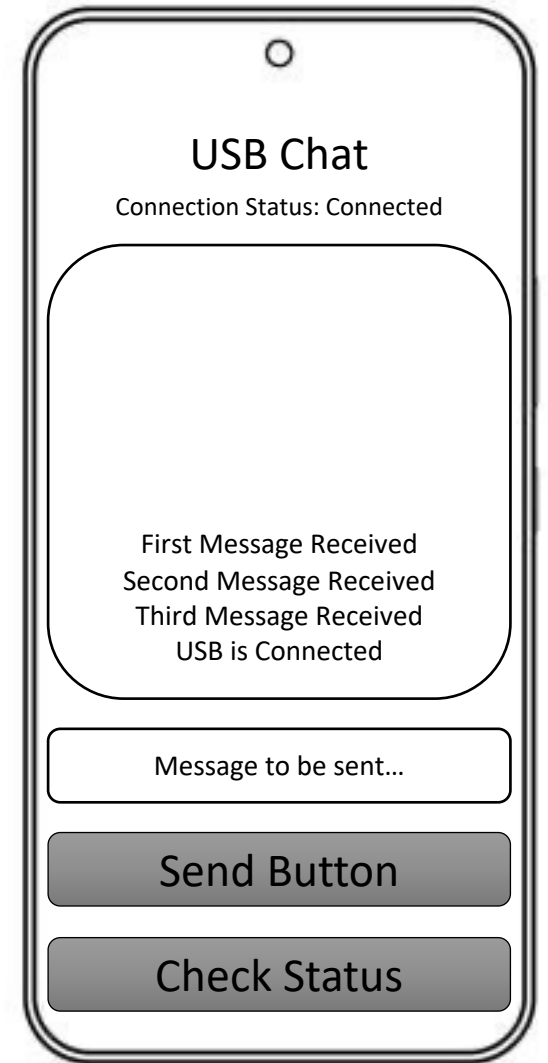 USB Chat
Connection Status: Connected
First Message Received
Second Message Received
Third Message Received
USB is Connected
Message to be sent...
Send Button
Check Status